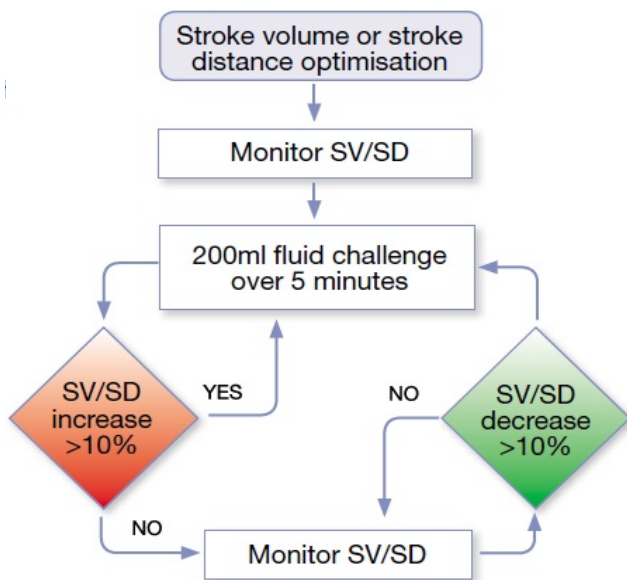 Stroke volume or stroke
distance optimisation
Monitor SV/SD
200ml fluid challenge
over 5 minutes
SV/SD
increase
>10%
YES
NO
SV/SD
decrease
>10%
NO
Monitor SV/SD